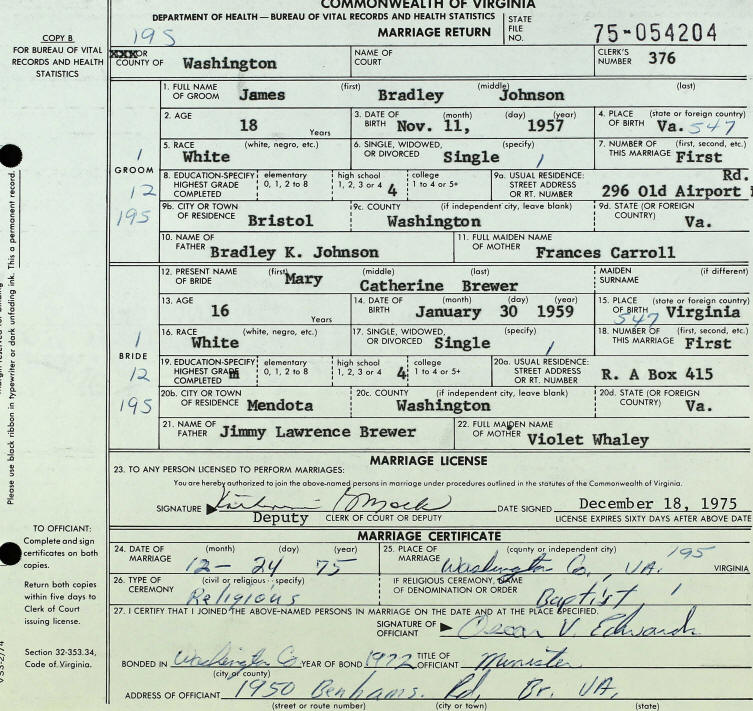 COMMONWEALTH OF VIRGINIA
DEPARTMENT OF HEALTH — BUREAU OF VITAL RECORDS AND HEALTH STATISTICS
195
MARRIAGE RETURN
STATE FILE NO. 75-054204
COPY B
FOR BUREAU OF VITAL RECORDS AND HEALTH STATISTICS
XXX OR COUNTY OF Washington
NAME OF COURT
CLERK'S NUMBER 376
GROOM
1
12
195
1. FULL NAME OF GROOM (first) James (middle) Bradley (last) Johnson
2. AGE 18 Years
3. DATE OF BIRTH (month) (day) (year) Nov. 11, 1957
4. PLACE OF BIRTH (state or foreign country) Va. 547
5. RACE (white, negro, etc.) White
6. SINGLE, WIDOWED, OR DIVORCED (specify) Single 1
7. NUMBER OF THIS MARRIAGE (first, second, etc.) First
8. EDUCATION-SPECIFY HIGHEST GRADE COMPLETED elementary 0, 1, 2 to 8 high school 1, 2, 3 or 4 4 college 1 to 4 or 5+
9a. USUAL RESIDENCE: STREET ADDRESS OR RT. NUMBER 296 Old Airport Rd.
9b. CITY OR TOWN OF RESIDENCE Bristol
9c. COUNTY (if independent city, leave blank) Washington
9d. STATE (OR FOREIGN COUNTRY) Va.
10. NAME OF FATHER Bradley K. Johnson
11. FULL MAIDEN NAME OF MOTHER Frances Carroll
BRIDE
1
12
195
12. PRESENT NAME OF BRIDE (first) Mary (middle) Catherine (last) Brewer
MAIDEN SURNAME (if different)
13. AGE 16 Years
14. DATE OF BIRTH (month) (day) (year) January 30 1959
15. PLACE OF BIRTH (state or foreign country) Virginia 547
16. RACE (white, negro, etc.) White
17. SINGLE, WIDOWED, OR DIVORCED (specify) Single 1
18. NUMBER OF THIS MARRIAGE (first, second, etc.) First
19. EDUCATION-SPECIFY HIGHEST GRADE COMPLETED elementary 0, 1, 2 to 8 high school 1, 2, 3 or 4 4 college 1 to 4 or 5+
20a. USUAL RESIDENCE: STREET ADDRESS OR RT. NUMBER R. A Box 415
20b. CITY OR TOWN OF RESIDENCE Mendota
20c. COUNTY (if independent city, leave blank) Washington
20d. STATE (OR FOREIGN COUNTRY) Va.
21. NAME OF FATHER Jimmy Lawrence Brewer
22. FULL MAIDEN NAME OF MOTHER Violet Whaley
MARRIAGE LICENSE
23. TO ANY PERSON LICENSED TO PERFORM MARRIAGES:
You are hereby authorized to join the above-named persons in marriage under procedures outlined in the statutes of the Commonwealth of Virginia.
SIGNATURE Mock DATE SIGNED December 18, 1975
Deputy CLERK OF COURT OR DEPUTY
LICENSE EXPIRES SIXTY DAYS AFTER ABOVE DATE
MARRIAGE CERTIFICATE
24. DATE OF MARRIAGE (month) (day) (year) 12- 24 75
25. PLACE OF MARRIAGE (county or independent city) Washington Co, VA. 195 VIRGINIA
26. TYPE OF CEREMONY (civil or religious - specify) Religious
IF RELIGIOUS CEREMONY, NAME OF DENOMINATION OR ORDER Baptist 1
27. I CERTIFY THAT I JOINED THE ABOVE-NAMED PERSONS IN MARRIAGE ON THE DATE AND AT THE PLACE SPECIFIED.
SIGNATURE OF OFFICIANT Oscar V. Edwards
BONDED IN Washington Co (city or county) YEAR OF BOND 1972 TITLE OF OFFICIANT Minister
ADDRESS OF OFFICIANT 1950 Benhams Rd, Br. VA,
(street or route number) (city or town) (state)
TO OFFICIANT:
Complete and sign certificates on both copies.
Return both copies within five days to Clerk of Court issuing license.
Section 32-353.34, Code of Virginia.
Please use black ribbon in typewriter or dark unfading ink. This a permanent record.